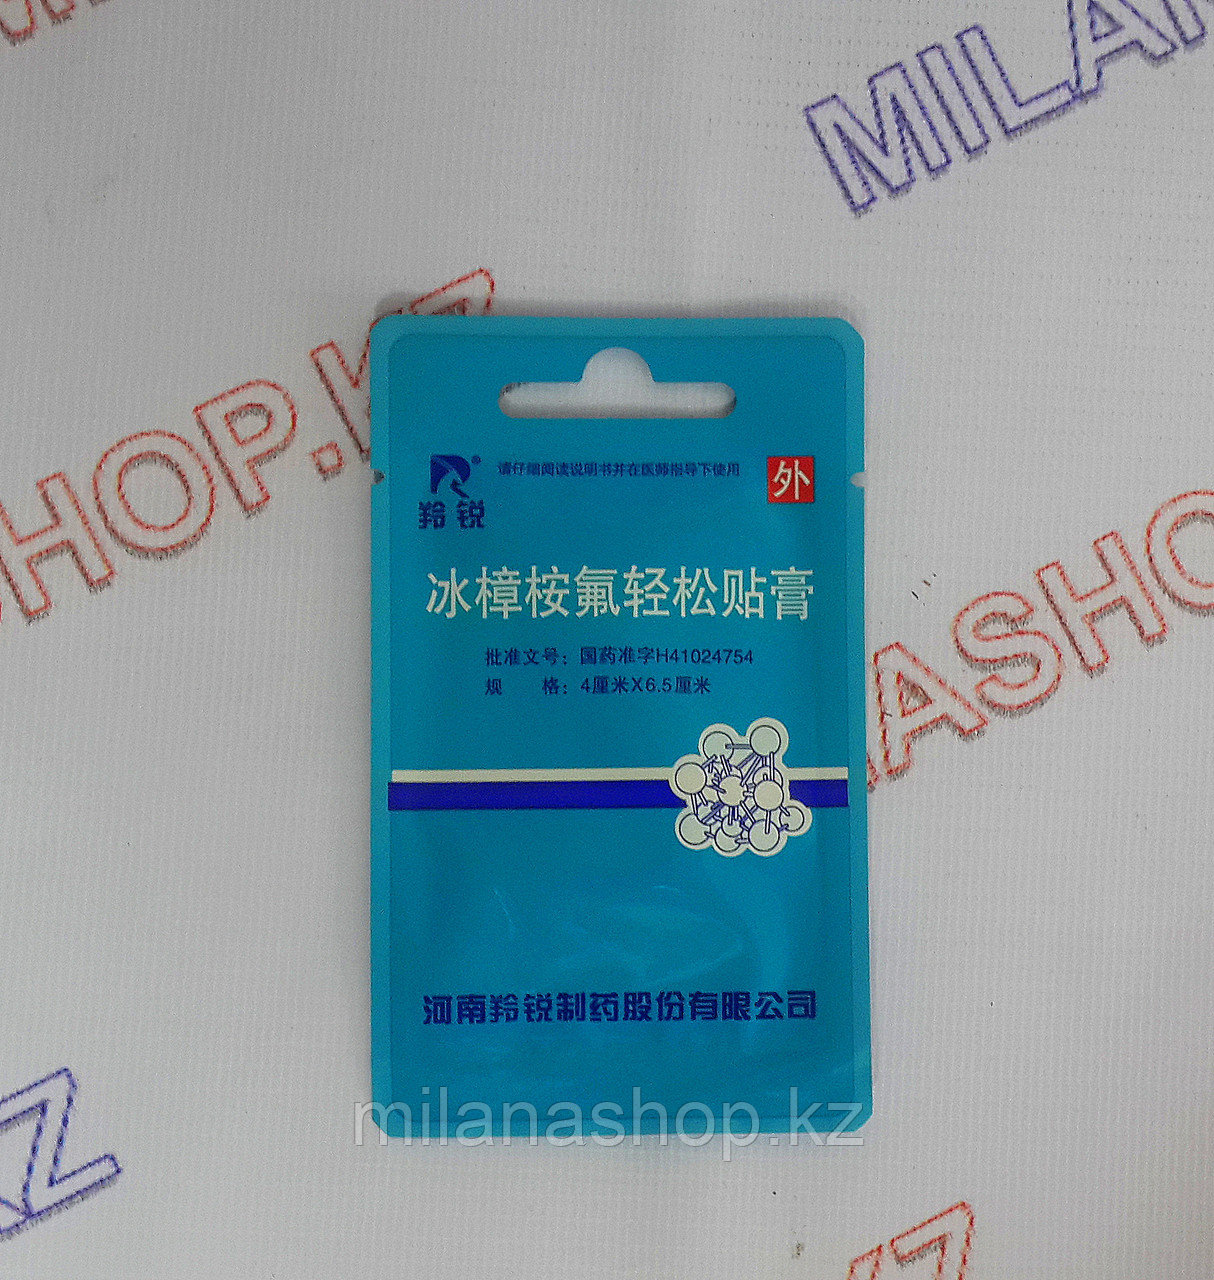 MILAN
SHOP.KZ
请仔细阅读说明书并在医师指导下使用
外
羚锐
冰樟桉氟轻松贴膏
批准文号：国药准字H41024754
规 格：4厘米X6.5厘米
ASHO
河南羚锐制药股份有限公司
milanashop.kz
KZ
KZ